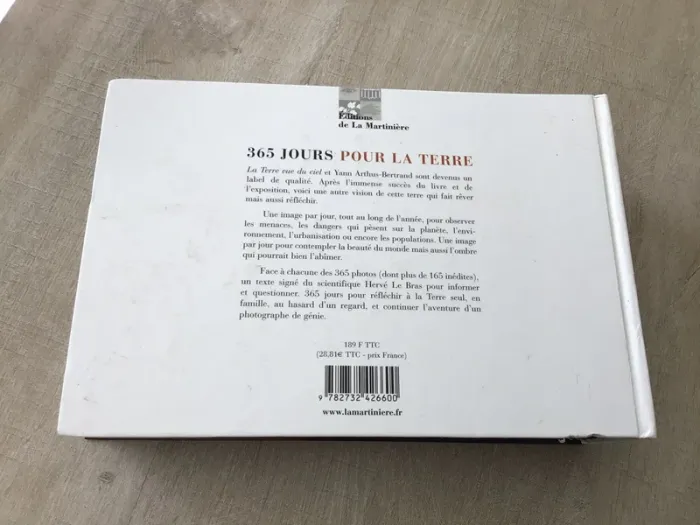 Éditions
de La Martinière
365 JOURS POUR LA TERRE
La Terre vue du ciel et Yann Arthus-Bertrand sont devenus un
label de qualité. Après l'immense succès du livre et de
l'exposition, voici une autre vision de cette terre qui fait rêver
mais aussi réfléchir.
Une image par jour, tout au long de l'année, pour observer
les menaces, les dangers qui pèsent sur la planète, l'envi-
ronnement, l'urbanisation ou encore les populations. Une image
par jour pour contempler la beauté du monde mais aussi l'ombre
qui pourrait bien l'abîmer.
Face à chacune des 365 photos (dont plus de 165 inédites),
un texte signé du scientifique Hervé Le Bras pour informer
et questionner. 365 jours pour réfléchir à la Terre seul, en
famille, au hasard d'un regard, et continuer l'aventure d'un
photographe de génie.
189 F TTC
(28,81€ TTC - prix France)
9 782732 426600
www.lamartiniere.fr